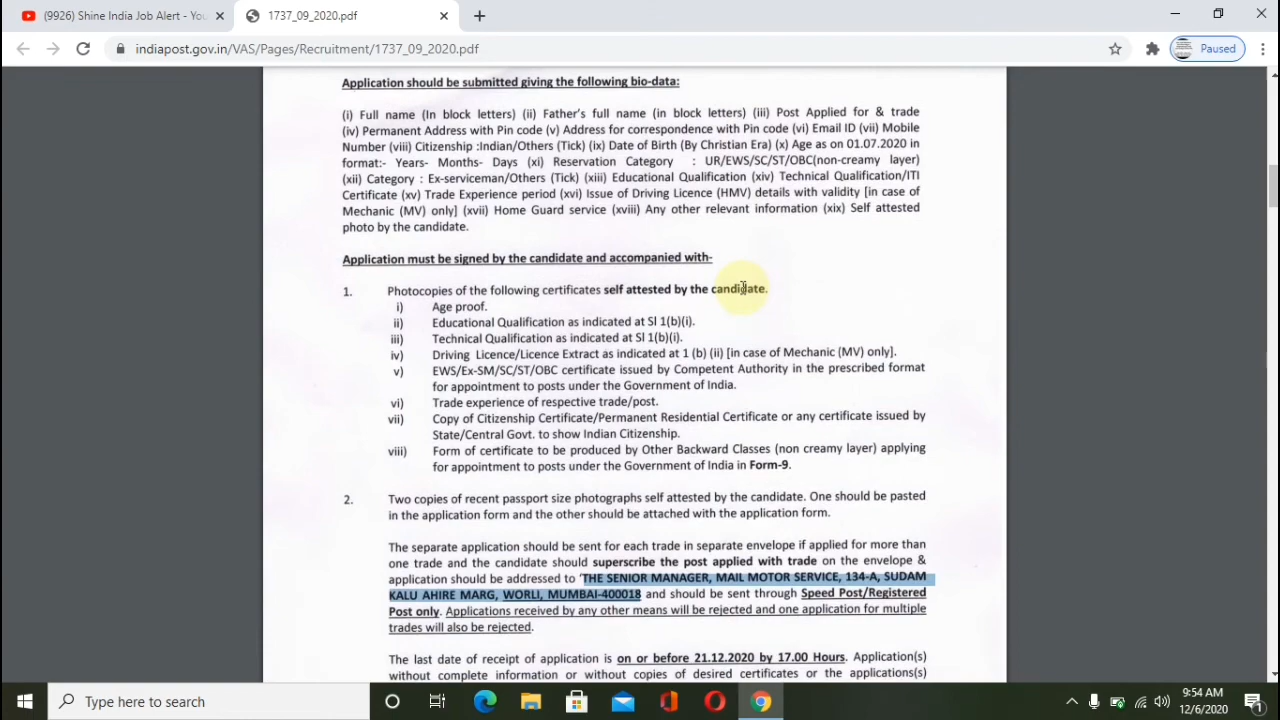 (9926) Shine India Job Alert - You
1737_09_2020.pdf
indiapost.gov.in/VAS/Pages/Recruitment/1737_09_2020.pdf
Paused
Application should be submitted giving the following bio-data:
(i) Full name (In block letters) (ii) Father's full name (in block letters) (iii) Post Applied for & trade
(iv) Permanent Address with Pin code (v) Address for correspondence with Pin code (vi) Email ID (vii) Mobile
Number (viii) Citizenship :Indian/Others (Tick) (ix) Date of Birth (By Christian Era) (x) Age as on 01.07.2020 in
format:- Years- Months- Days (xi) Reservation Category : UR/EWS/SC/ST/OBC(non-creamy layer)
(xii) Category : Ex-serviceman/Others (Tick) (xiii) Educational Qualification (xiv) Technical Qualification/ITI
Certificate (xv) Trade Experience period (xvi) Issue of Driving Licence (HMV) details with validity [in case of
Mechanic (MV) only] (xvii) Home Guard service (xviii) Any other relevant information (xix) Self attested
photo by the candidate.
Application must be signed by the candidate and accompanied with-
1. Photocopies of the following certificates self attested by the candidate.
i) Age proof.
ii) Educational Qualification as indicated at Sl 1(b)(i).
iii) Technical Qualification as indicated at Sl 1(b)(i).
iv) Driving Licence/Licence Extract as indicated at 1 (b) (ii) [in case of Mechanic (MV) only].
v) EWS/Ex-SM/SC/ST/OBC certificate issued by Competent Authority in the prescribed format
for appointment to posts under the Government of India.
vi) Trade experience of respective trade/post.
vii) Copy of Citizenship Certificate/Permanent Residential Certificate or any certificate issued by
State/Central Govt. to show Indian Citizenship.
viii) Form of certificate to be produced by Other Backward Classes (non creamy layer) applying
for appointment to posts under the Government of India in Form-9.
2. Two copies of recent passport size photographs self attested by the candidate. One should be pasted
in the application form and the other should be attached with the application form.
The separate application should be sent for each trade in separate envelope if applied for more than
one trade and the candidate should superscribe the post applied with trade on the envelope &
application should be addressed to 'THE SENIOR MANAGER, MAIL MOTOR SERVICE, 134-A, SUDAM
KALU AHIRE MARG, WORLI, MUMBAI-400018 and should be sent through Speed Post/Registered
Post only. Applications received by any other means will be rejected and one application for multiple
trades will also be rejected.
The last date of receipt of application is on or before 21.12.2020 by 17.00 Hours. Application(s)
without complete information or without copies of desired certificates or the applications(s)
Type here to search
9:54 AM
12/6/2020
1